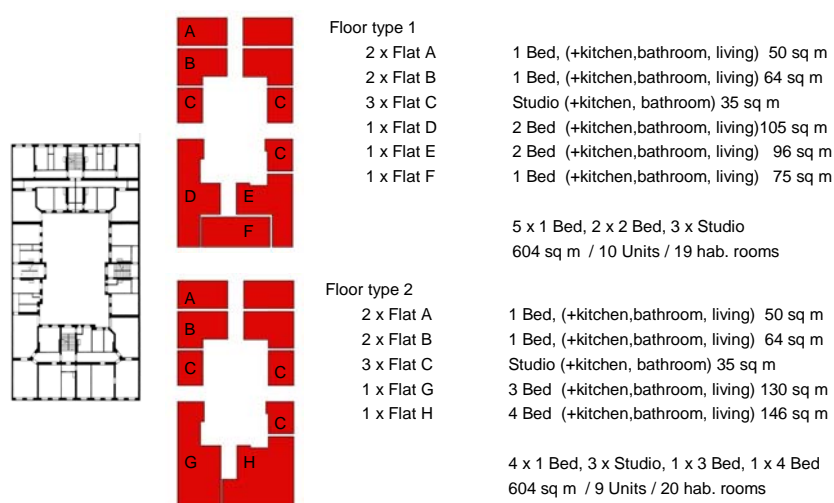 Floor type 1
2 x Flat A 1 Bed, (+kitchen,bathroom, living) 50 sq m
2 x Flat B 1 Bed, (+kitchen,bathroom, living) 64 sq m
3 x Flat C Studio (+kitchen, bathroom) 35 sq m
1 x Flat D 2 Bed (+kitchen,bathroom, living)105 sq m
1 x Flat E 2 Bed (+kitchen,bathroom, living) 96 sq m
1 x Flat F 1 Bed (+kitchen,bathroom, living) 75 sq m
5 x 1 Bed, 2 x 2 Bed, 3 x Studio
604 sq m / 10 Units / 19 hab. rooms
A
B
C C
C
D E
F
Floor type 2
2 x Flat A 1 Bed, (+kitchen,bathroom, living) 50 sq m
2 x Flat B 1 Bed, (+kitchen,bathroom, living) 64 sq m
3 x Flat C Studio (+kitchen, bathroom) 35 sq m
1 x Flat G 3 Bed (+kitchen,bathroom, living) 130 sq m
1 x Flat H 4 Bed (+kitchen,bathroom, living) 146 sq m
4 x 1 Bed, 3 x Studio, 1 x 3 Bed, 1 x 4 Bed
604 sq m / 9 Units / 20 hab. rooms
A
B
C C
C
G H